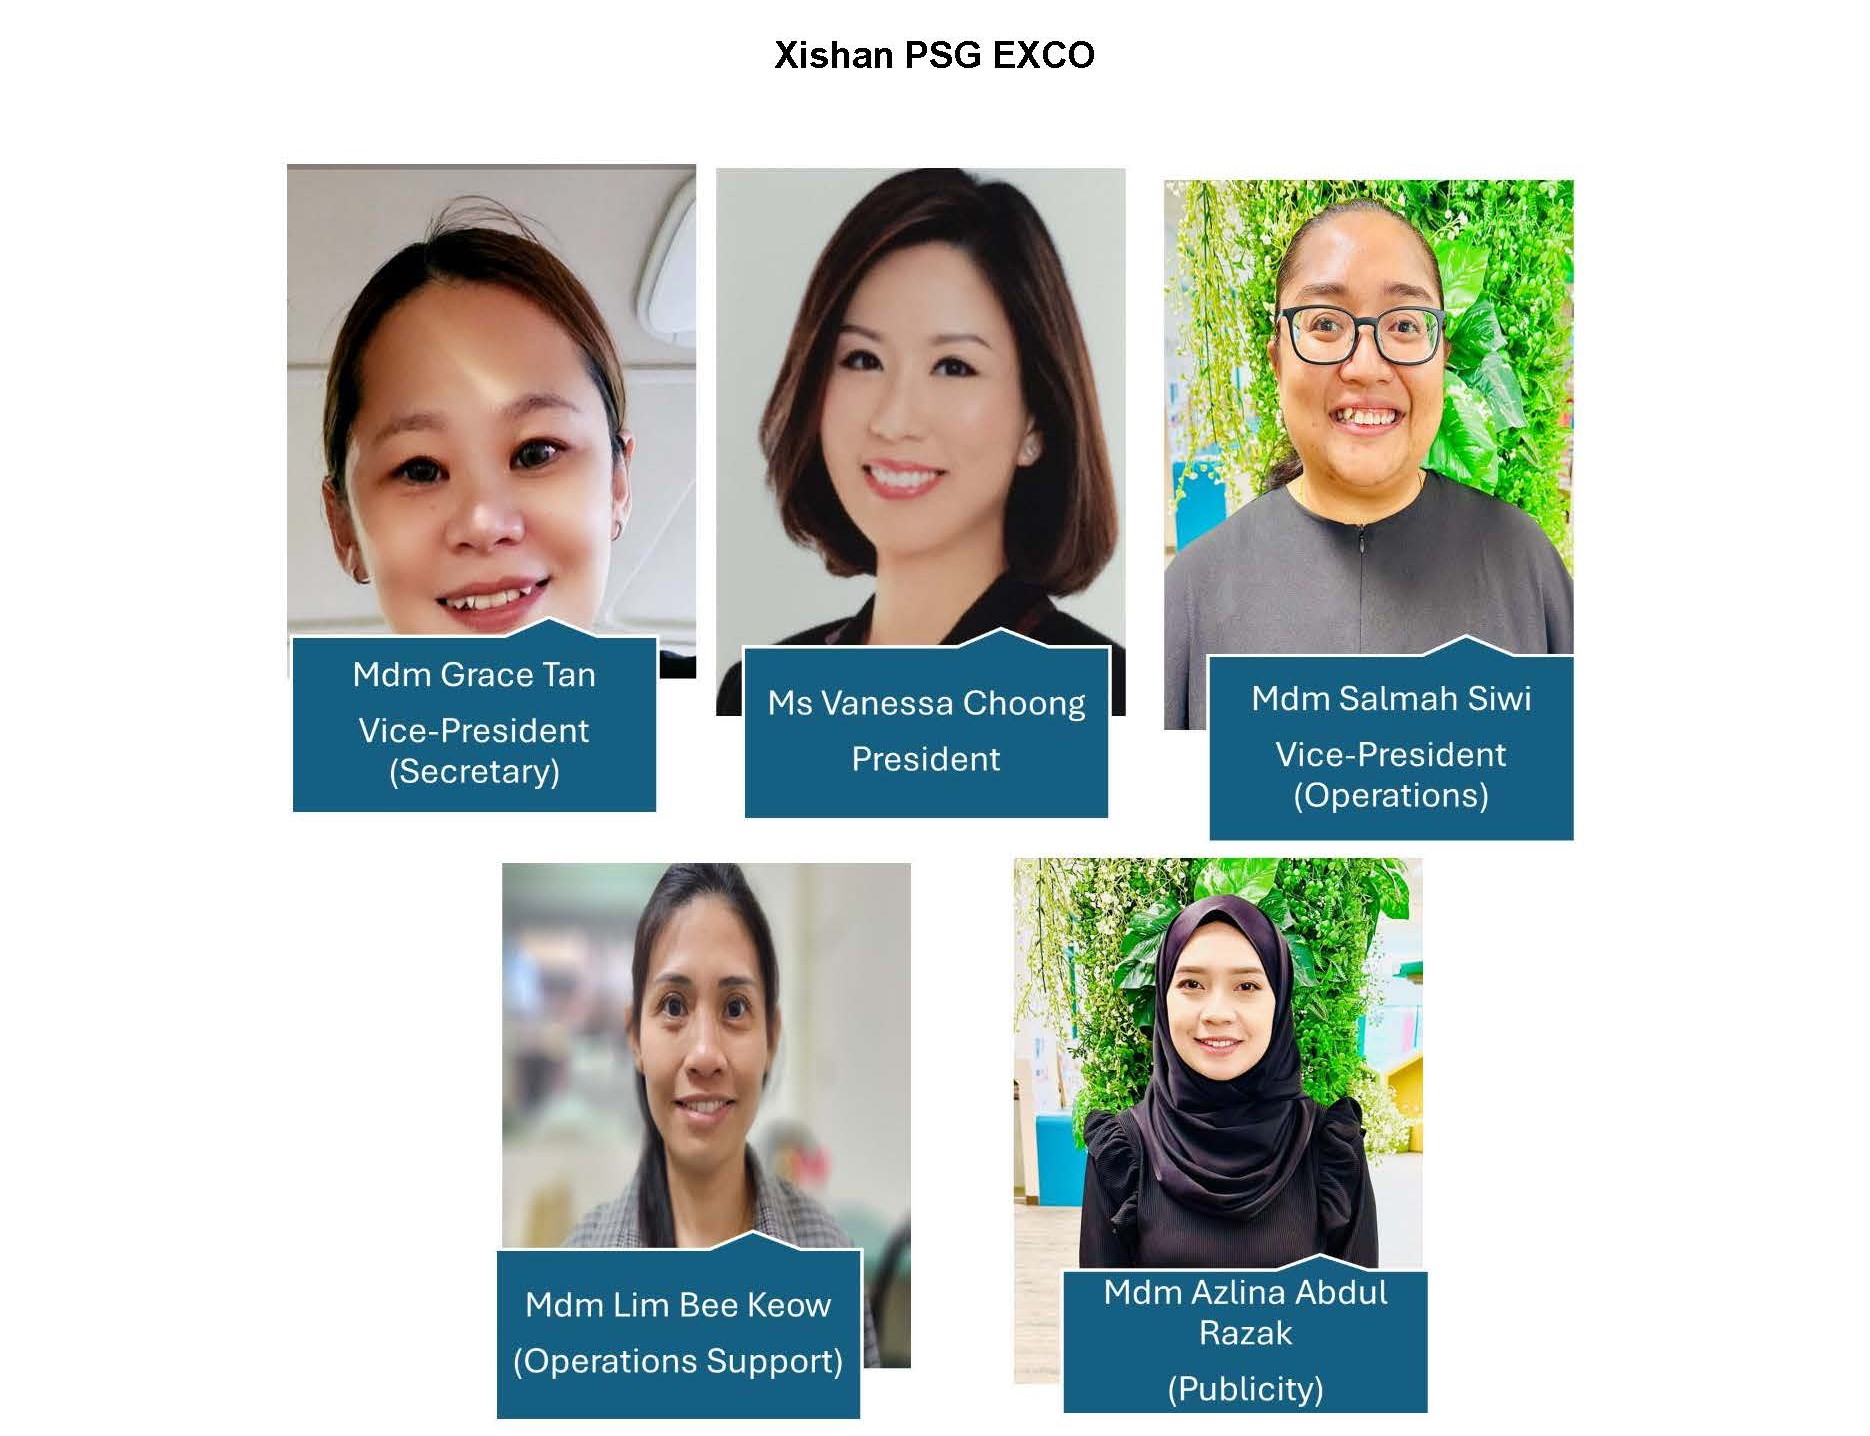 Xishan PSG EXCO
Mdm Grace Tan
Vice-President
(Secretary)
Ms Vanessa Choong
President
Mdm Salmah Siwi
Vice-President
(Operations)
Mdm Lim Bee Keow
(Operations Support)
Mdm Azlina Abdul
Razak
(Publicity)